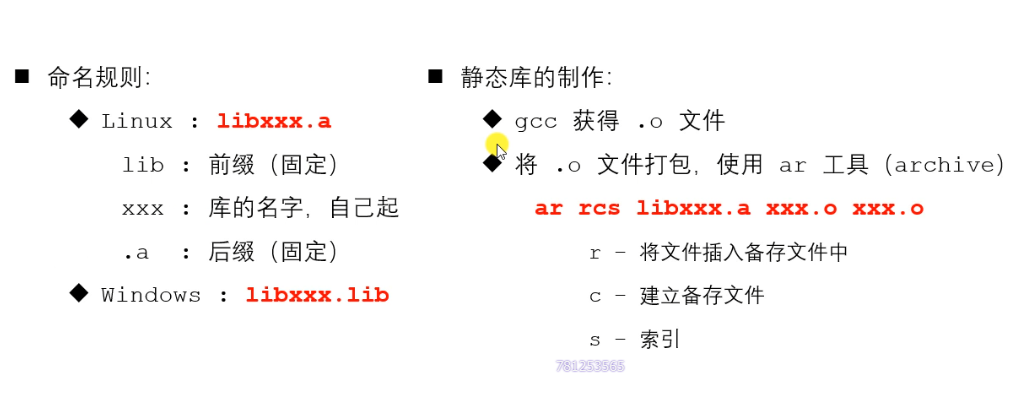 ■ 命名规则:
◆ Linux : libxxx.a
lib : 前缀（固定）
xxx : 库的名字，自己起
.a : 后缀（固定）
◆ Windows : libxxx.lib
■ 静态库的制作:
◆ gcc 获得 .o 文件
◆ 将 .o 文件打包，使用 ar 工具（archive）
ar rcs libxxx.a xxx.o xxx.o
r – 将文件插入备存文件中
c – 建立备存文件
s – 索引
781253565